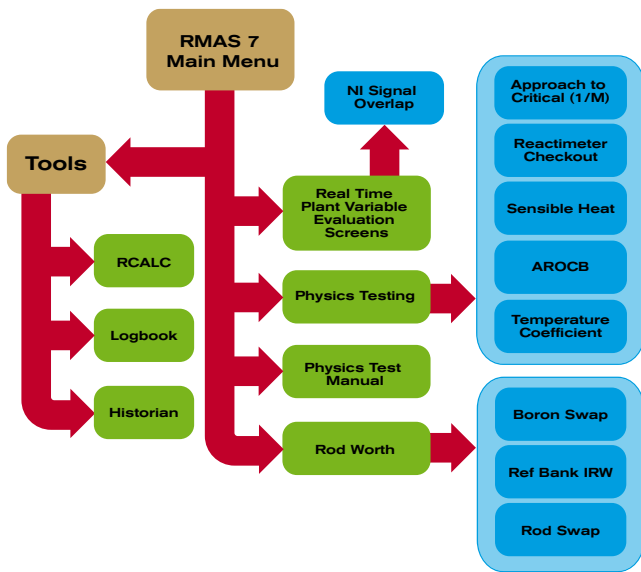 RMAS 7
Main Menu
Tools
RCALC
Logbook
Historian
NI Signal
Overlap
Real Time
Plant Variable
Evaluation
Screens
Physics Testing
Physics Test
Manual
Rod Worth
Approach to
Critical (1/M)
Reactimeter
Checkout
Sensible Heat
AROCB
Temperature
Coefficient
Boron Swap
Ref Bank IRW
Rod Swap